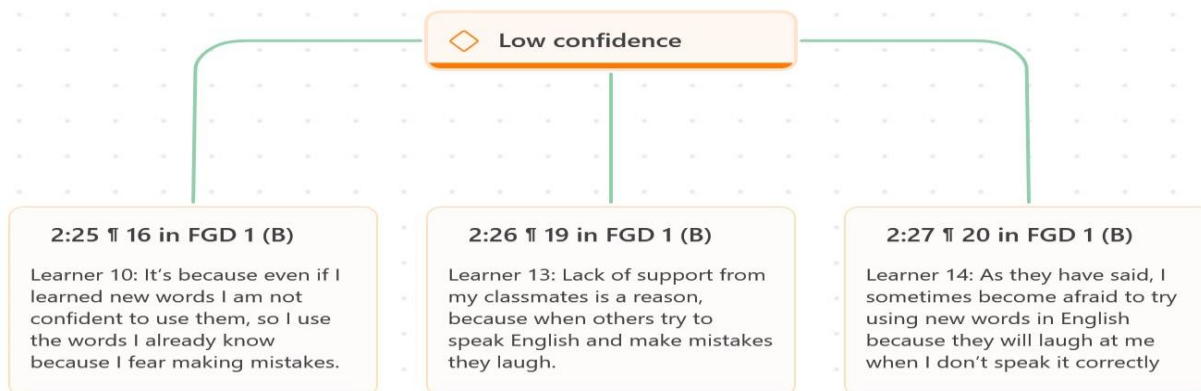 Low confidence
2:25 ¶ 16 in FGD 1 (B)
Learner 10: It's because even if I
learned new words I am not
confident to use them, so I use
the words I already know
because I fear making mistakes.
2:26 ¶ 19 in FGD 1 (B)
Learner 13: Lack of support from
my classmates is a reason,
because when others try to
speak English and make mistakes
they laugh.
2:27 ¶ 20 in FGD 1 (B)
Learner 14: As they have said, I
sometimes become afraid to try
using new words in English
because they will laugh at me
when I don't speak it correctly